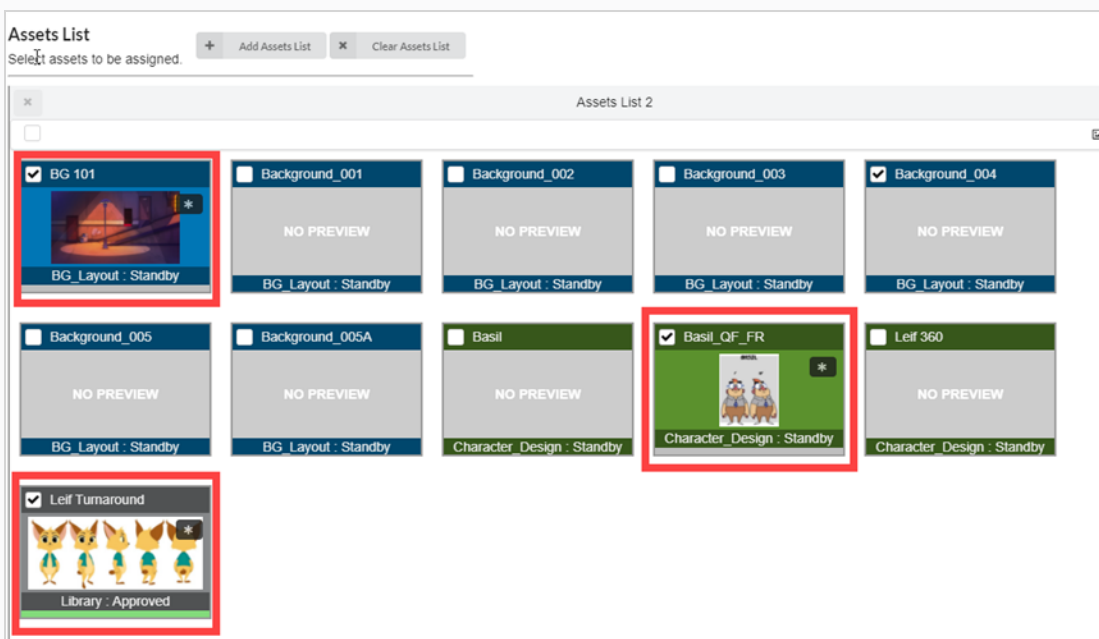 Assets List
Select assets to be assigned.
+ Add Assets List
× Clear Assets List
× Assets List 2
BG 101
*
BG_Layout : Standby
Background_001
NO PREVIEW
BG_Layout : Standby
Background_002
NO PREVIEW
BG_Layout : Standby
Background_003
NO PREVIEW
BG_Layout : Standby
Background_004
NO PREVIEW
BG_Layout : Standby
Background_005
NO PREVIEW
BG_Layout : Standby
Background_005A
NO PREVIEW
BG_Layout : Standby
Basil
NO PREVIEW
Character_Design : Standby
Basil_QF_FR
*
Character_Design : Standby
Leif 360
NO PREVIEW
Character_Design : Standby
Leif Turnaround
*
Library : Approved